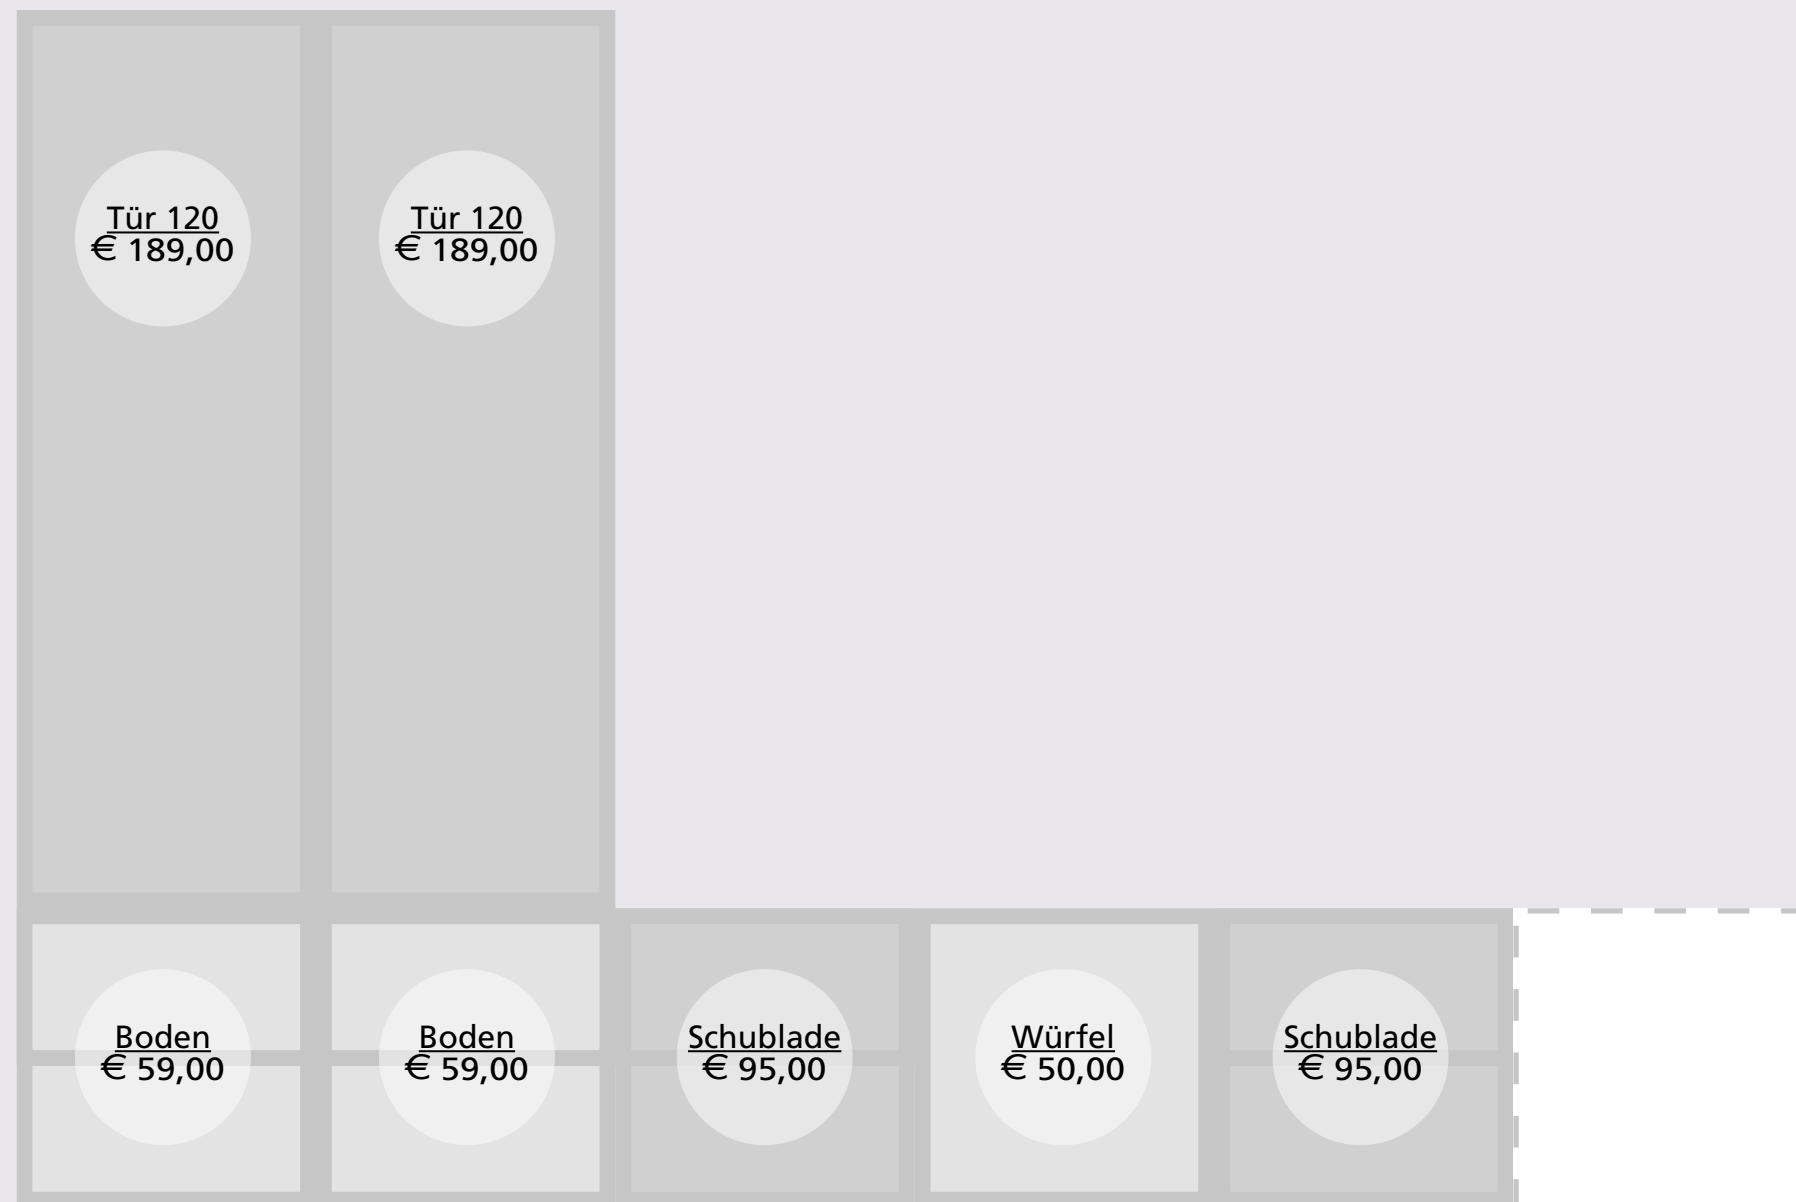 Tür 120
€ 189,00
Tür 120
€ 189,00
Boden
€ 59,00
Boden
€ 59,00
Schublade
€ 95,00
Würfel
€ 50,00
Schublade
€ 95,00